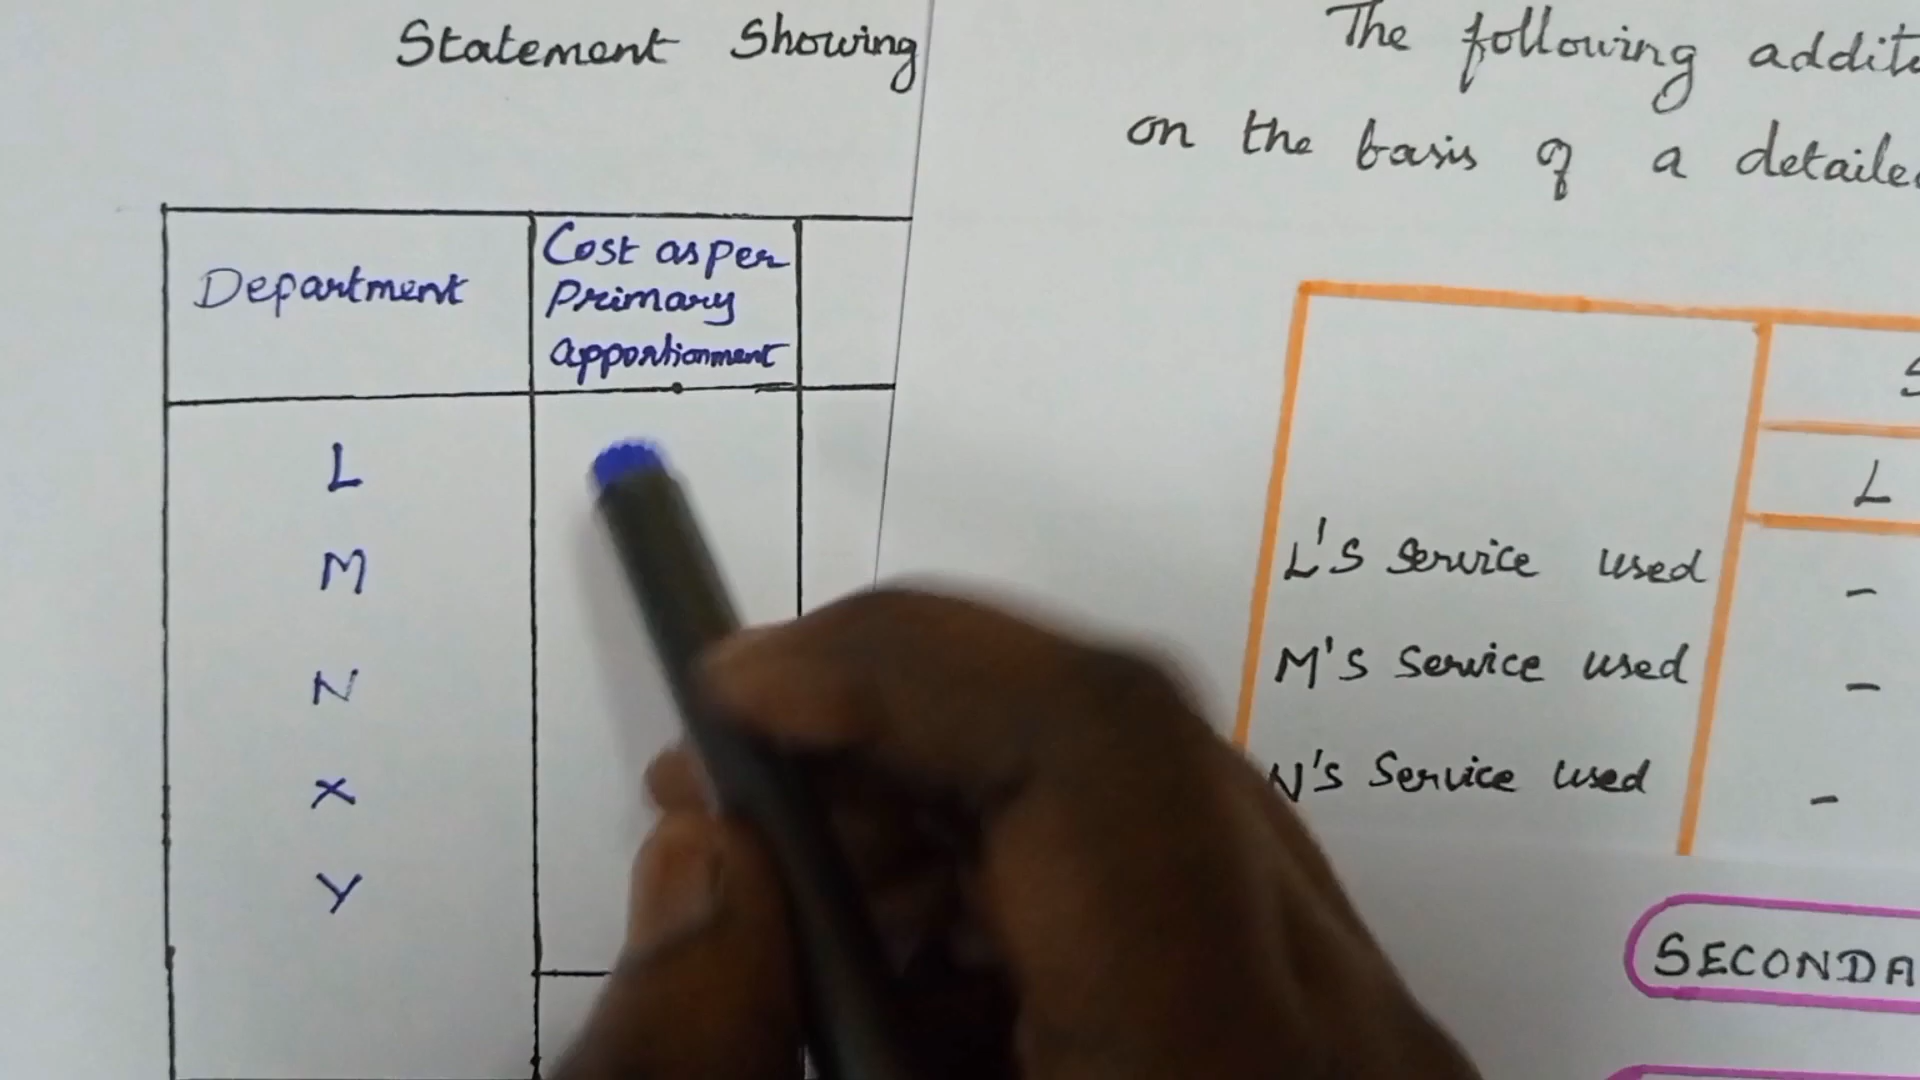 Statement Showing
Department
Cost as per
Primary
apportionment
L
M
N
X
Y
The following
on the basis of a
L
L's Service used -
M's Service used -
N's Service used -